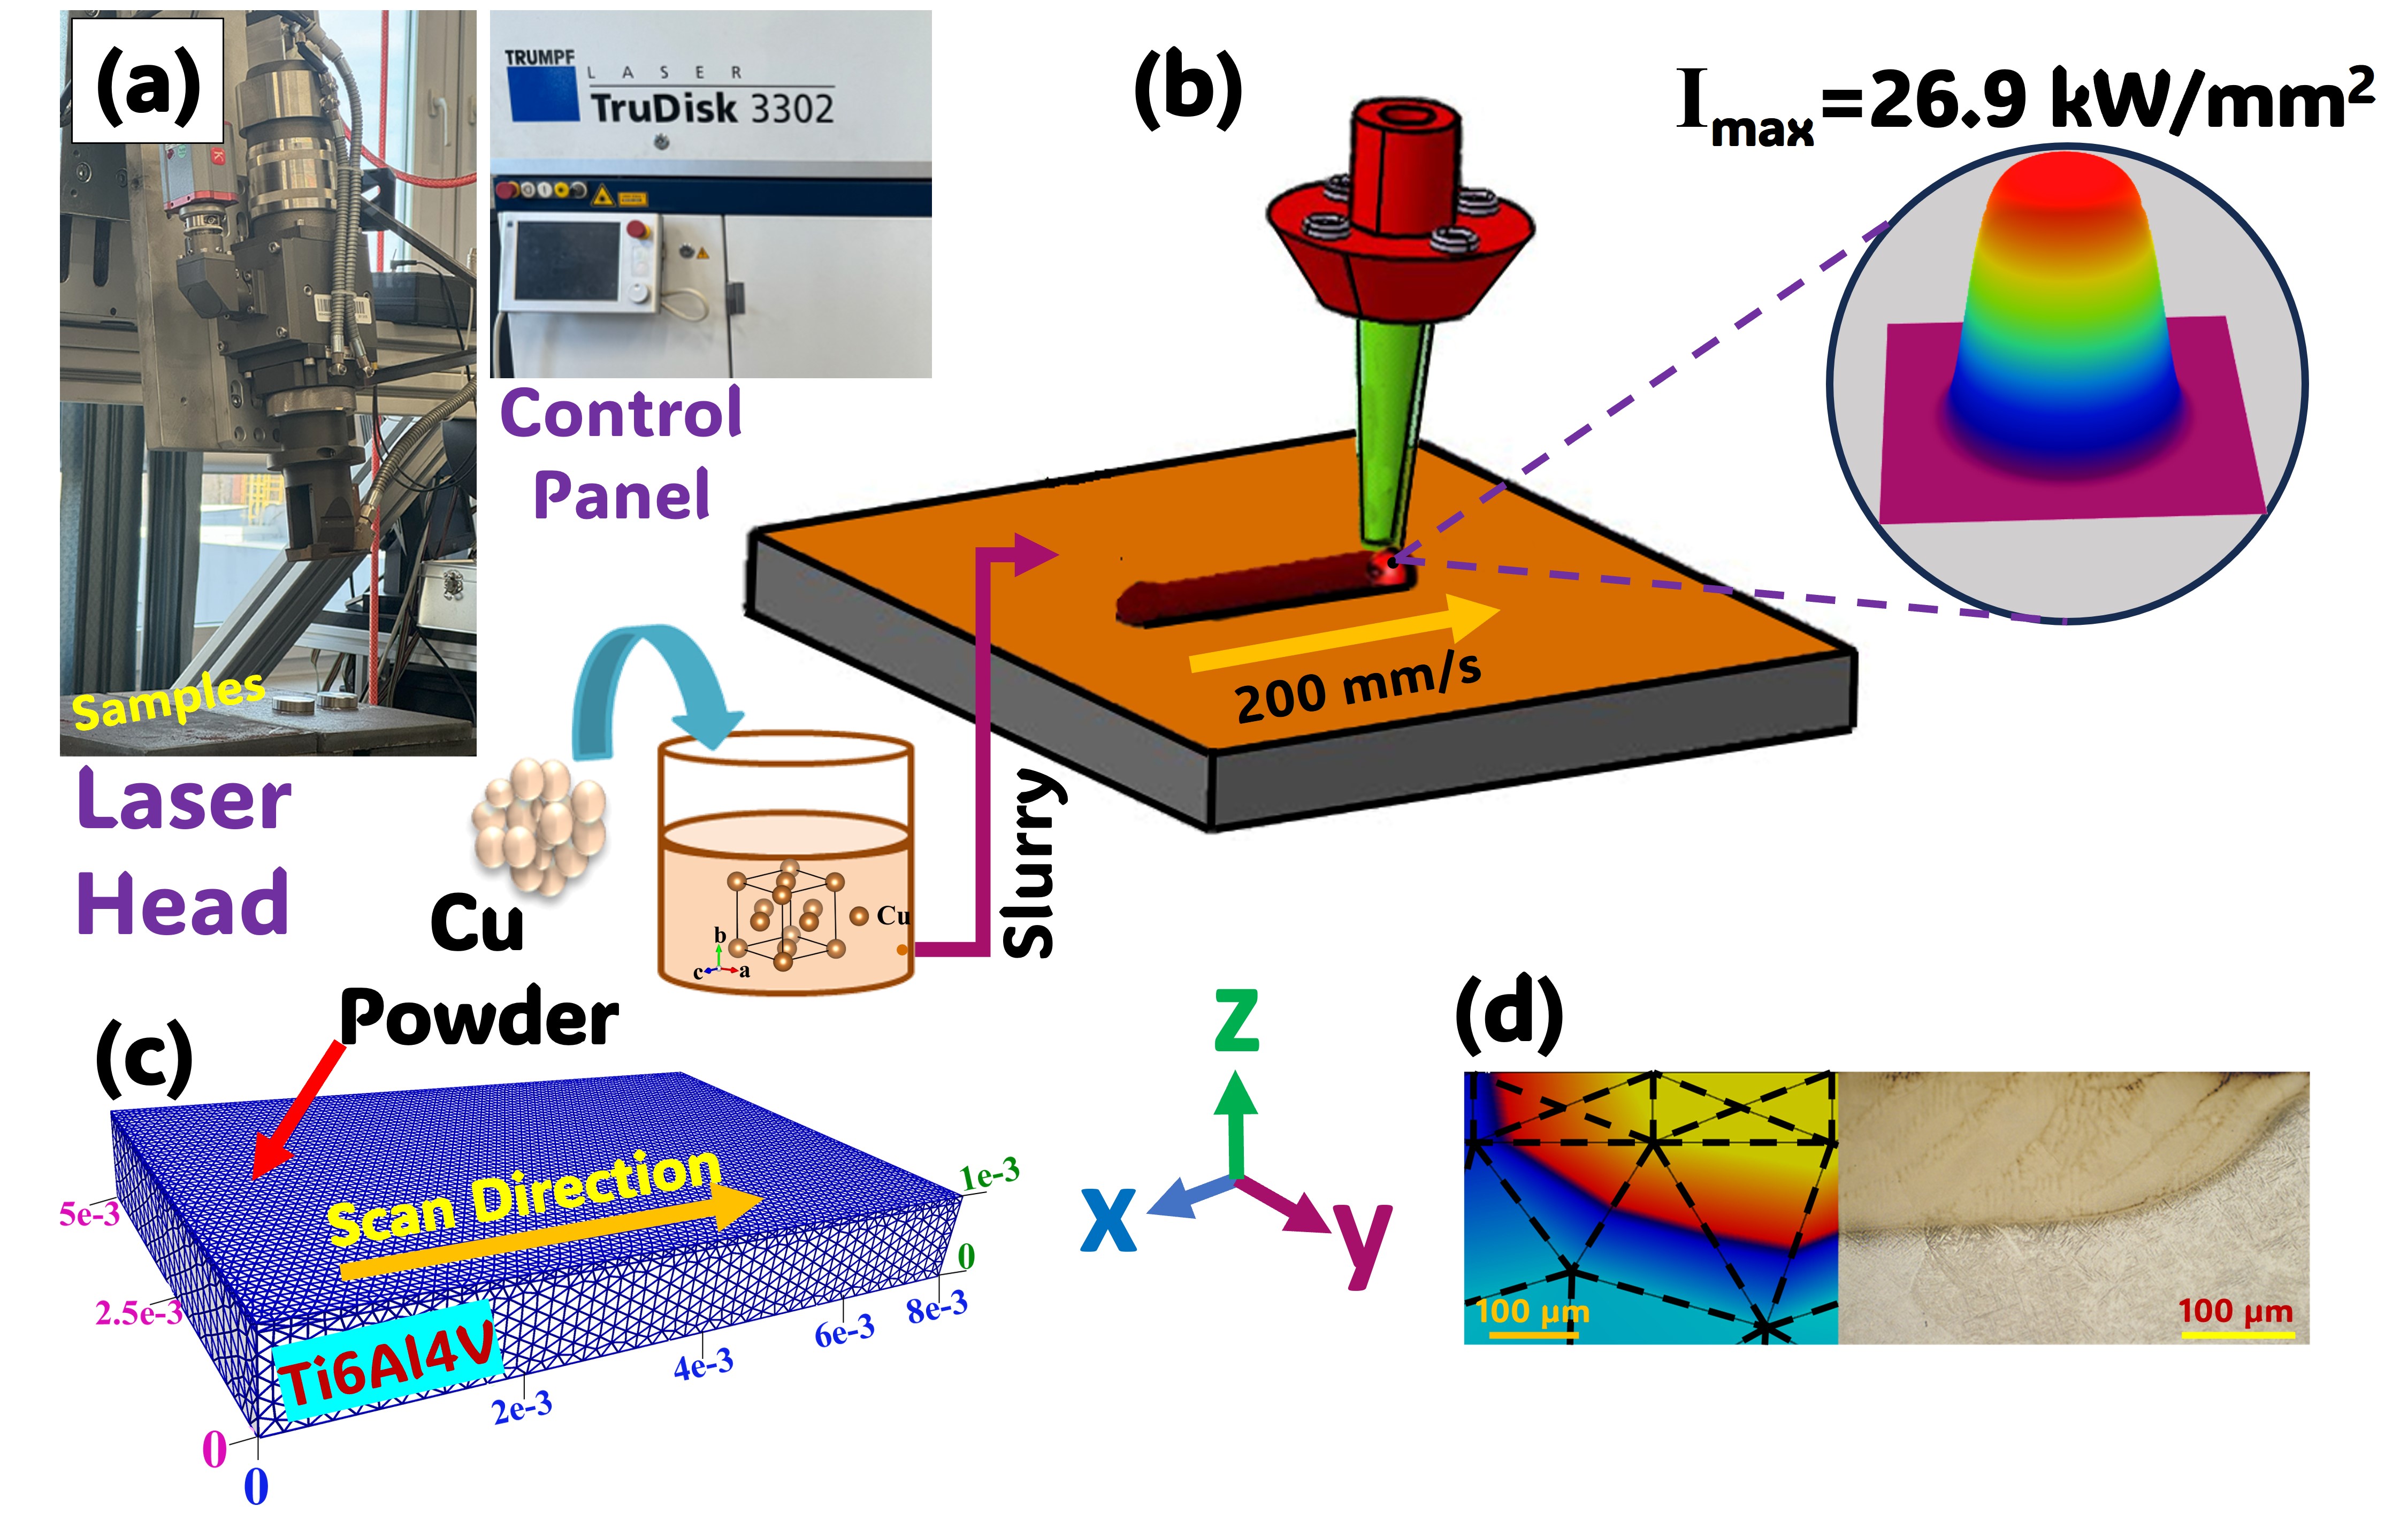 (a)
TRUMPF
LASER
TruDisk 3302
Control
Panel
Samples
Laser
Head
(b)
Imax=26.9 kW/mm²
200 mm/s
Slurry
Cu
Powder
Cu
b
c
a
(c)
Scan Direction
Ti6Al4V
5e-3
2.5e-3
0
0
2e-3
4e-3
6e-3
8e-3
1e-3
0
z
x
y
(d)
100 µm
100 µm